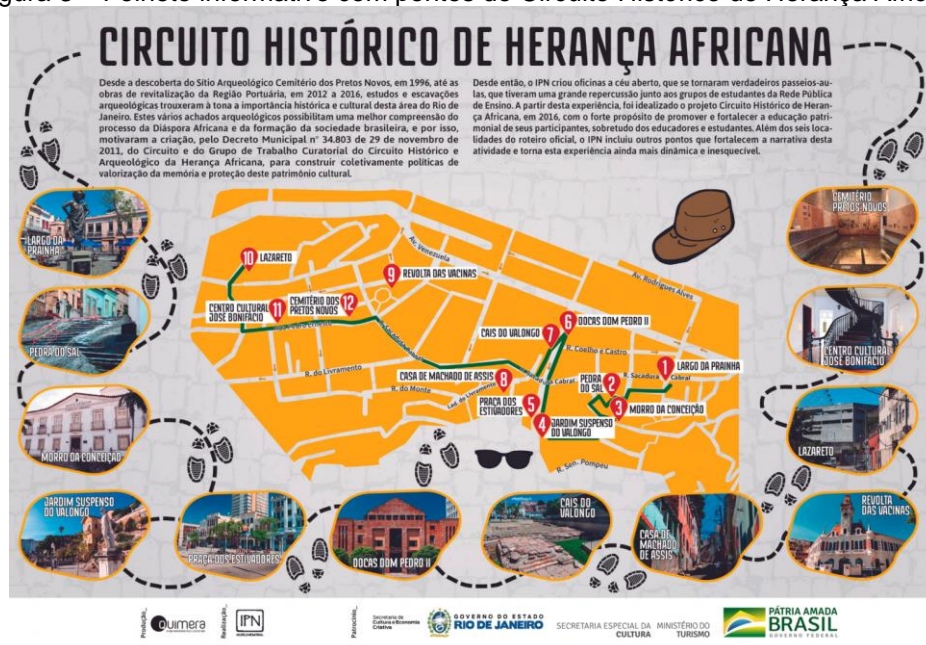 CIRCUITO HISTÓRICO DE HERANÇA AFRICANA
Desde a descoberta do Sítio Arqueológico Cemitério dos Pretos Novos, em 1996, até as
obras de revitalização da Região Portuária, em 2012 a 2016, estudos e escavações
arqueológicas trouxeram à tona a importância histórica e cultural desta área do Rio de
Janeiro. Estes vários achados arqueológicos possibilitam uma melhor compreensão do
processo da Diáspora Africana e da formação da sociedade brasileira, e por isso,
motivaram a criação, pelo Decreto Municipal n° 34.803 de 29 de novembro de
2011, do Circuito e do Grupo de Trabalho Curatorial do Circuito Histórico e
Arqueológico da Herança Africana, para construir coletivamente políticas de
valorização da memória e proteção deste patrimônio cultural.
Desde então, o IPN criou oficinas a céu aberto, que se tornaram verdadeiros passeios-au-
las, que tiveram uma grande repercussão junto aos grupos de estudantes da Rede Pública
de Ensino. A partir desta experiência, foi idealizado o projeto Circuito Histórico de Heran-
ça Africana, em 2016, com o forte propósito de promover e fortalecer a educação patri-
monial de seus participantes, sobretudo dos educadores e estudantes. Além dos seis loca-
lidades do roteiro oficial, o IPN incluiu outros pontos que fortalecem a narrativa desta
atividade e torna esta experiência ainda mais dinâmica e inesquecível.
LARGO DA
PRAINHA
PEDRA DO SAL
MORRO DA CONCEIÇÃO
JARDIM SUSPENSO
DO VALONGO
PRAÇA DOS ESTIVADORES
DOCAS DOM PEDRO II
CAIS DO
VALONGO
CASA DE
MACHADO
DE ASSIS
REVOLTA
DAS VACINAS
LAZARETO
CENTRO CULTURAL
JOSÉ BONIFÁCIO
CEMITÉRIO
PRETOS NOVOS
Av. Venezuela
Av. Rodrigues Alves
10 LAZARETO
9 REVOLTA DAS VACINAS
CENTRO CULTURAL
JOSÉ BONIFÁCIO 11
CEMITÉRIO DOS
PRETOS NOVOS 12
6 DOCAS DOM PEDRO II
CAIS DO VALONGO 7
R. Coelho e Castro
1 LARGO DA PRAINHA
R. Sacadura Cabral
R. do Livramento
CASA DE MACHADO DE ASSIS 8
PEDRA
DO SAL 2
R. do Monte
Lad. do Livramento
PRAÇA DOS
ESTIVADORES 5
3 MORRO DA CONCEIÇÃO
4 JARDIM SUSPENSO
DO VALONGO
R. Sen. Pompeu
Produção_
Quimera
Realização_
IPN
Patrocínio_
Secretaria de
Cultura e Economia
Criativa
GOVERNO DO ESTADO
RIO DE JANEIRO
SECRETARIA ESPECIAL DA
CULTURA
MINISTÉRIO DO
TURISMO
PÁTRIA AMADA
BRASIL
GOVERNO FEDERAL